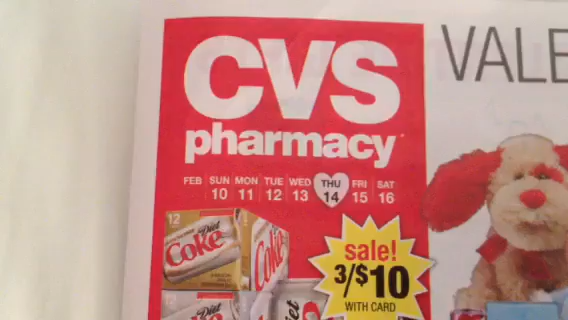 CVS
VALE
pharmacy
FEB SUN MON TUE WED THU FRI SAT
10 11 12 13 14 15 16
sale!
3/$10
WITH CARD
12
Diet
Coke
Coke
Diet